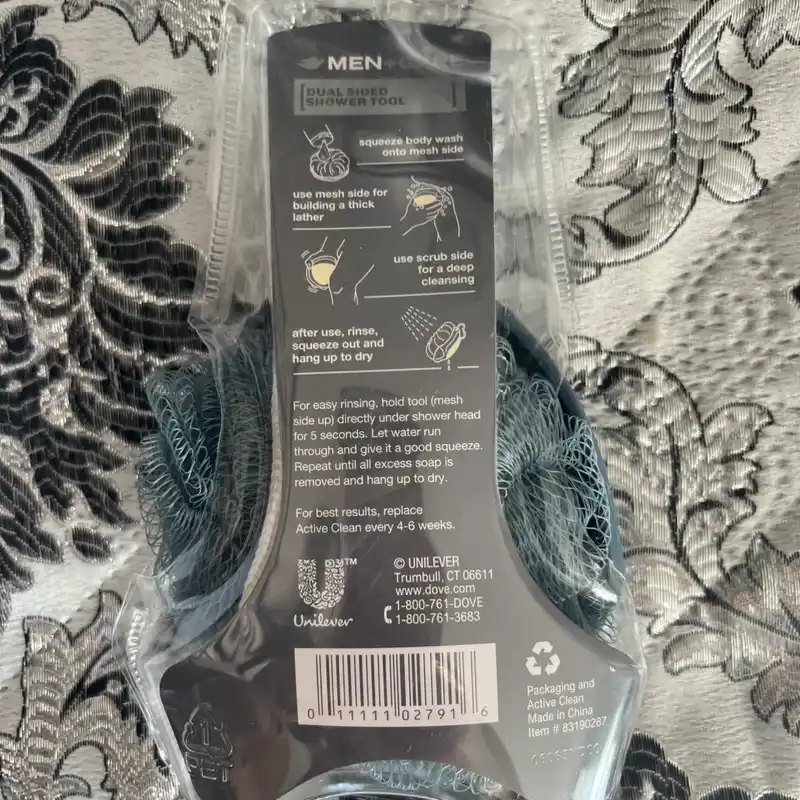 MEN+CARE
DUAL SIDED
SHOWER TOOL
squeeze body wash
onto mesh side
use mesh side for
building a thick
lather
use scrub side
for a deep
cleansing
after use, rinse,
squeeze out and
hang up to dry
For easy rinsing, hold tool (mesh
side up) directly under shower head
for 5 seconds. Let water run
through and give it a good squeeze.
Repeat until all excess soap is
removed and hang up to dry.
For best results, replace
Active Clean every 4-6 weeks.
TM
Unilever
© UNILEVER
Trumbull, CT 06611
www.dove.com
1-800-761-DOVE
1-800-761-3683
0 11111 02791 6
Packaging and
Active Clean
Made in China
Item # 83190287
1
PET